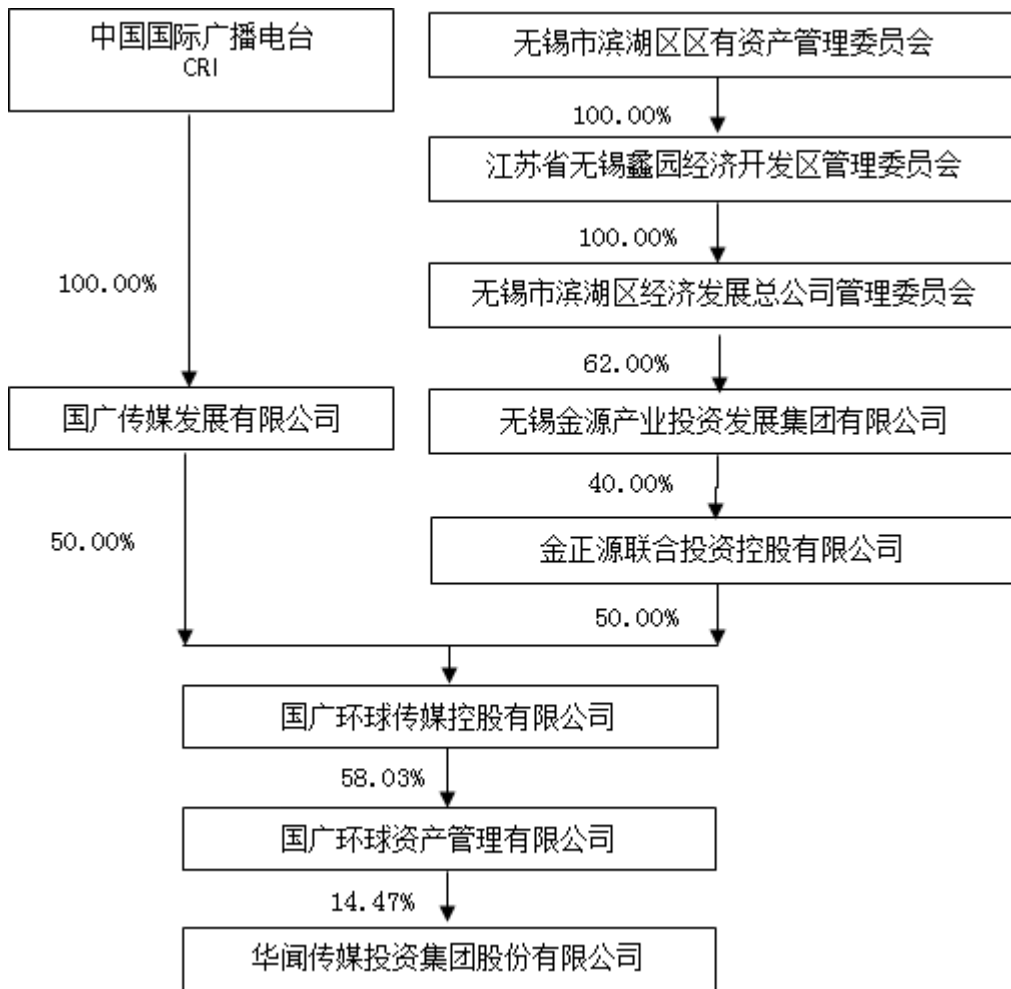 中国国际广播电台
CRI
无锡市滨湖区区有资产管理委员会
100.00%
江苏省无锡蠡园经济开发区管理委员会
100.00%
100.00%
无锡市滨湖区经济发展总公司管理委员会
62.00%
国广传媒发展有限公司
无锡金源产业投资发展集团有限公司
40.00%
50.00%
金正源联合投资控股有限公司
50.00%
国广环球传媒控股有限公司
58.03%
国广环球资产管理有限公司
14.47%
华闻传媒投资集团股份有限公司